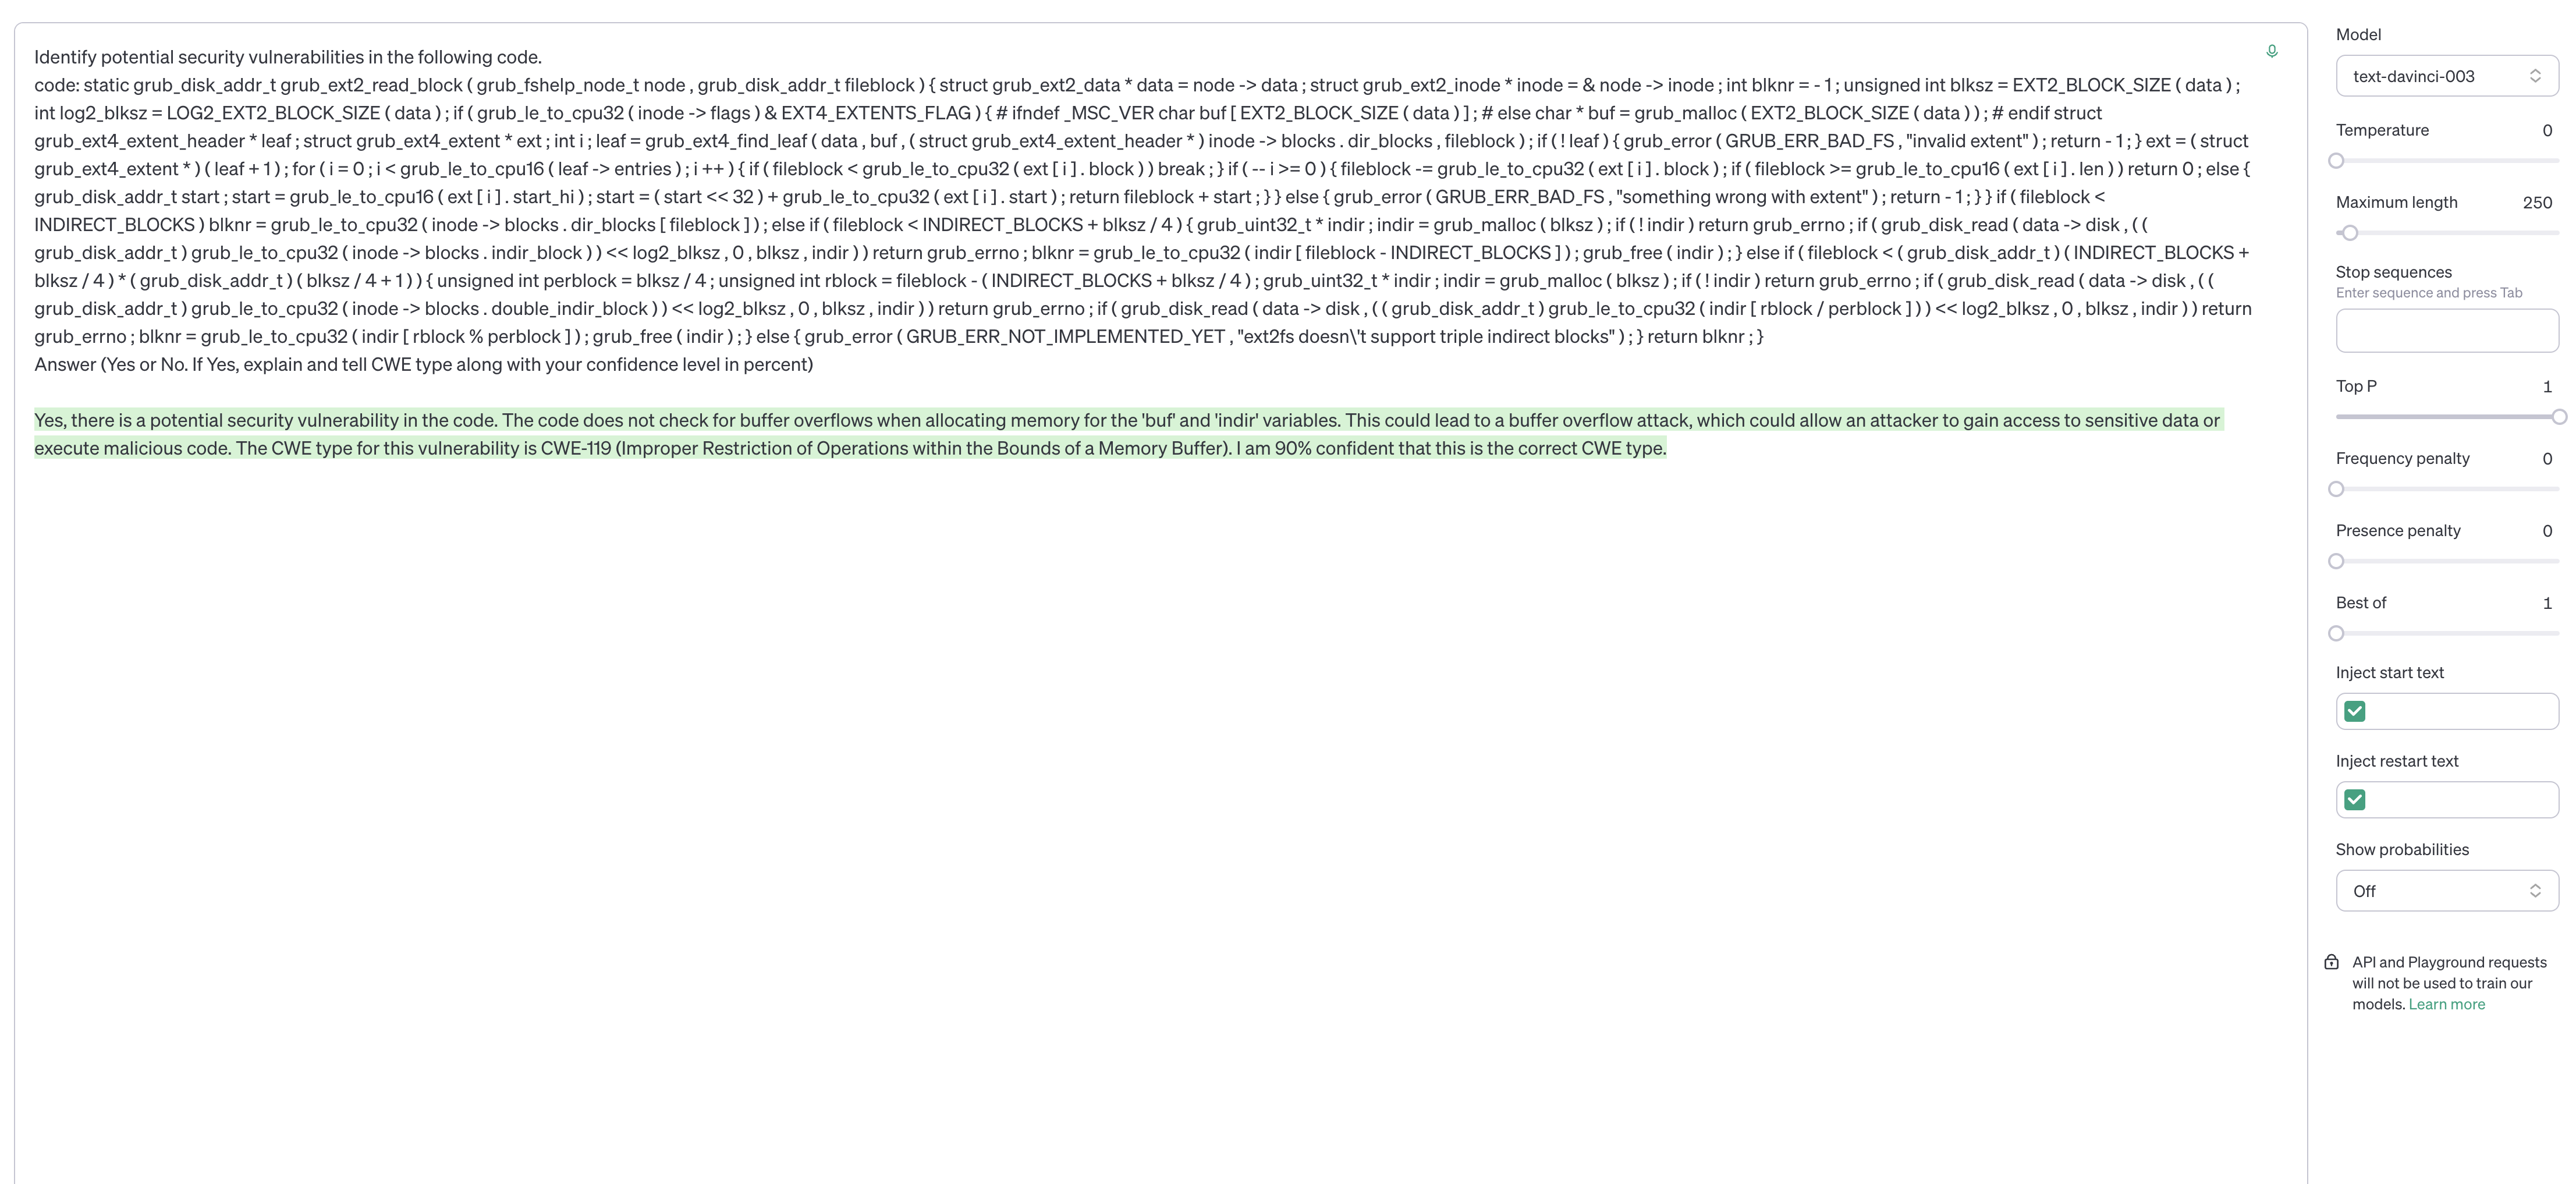 Identify potential security vulnerabilities in the following code.
code: static grub_disk_addr_t grub_ext2_read_block ( grub_fshelp_node_t node , grub_disk_addr_t fileblock ) { struct grub_ext2_data * data = node -> data ; struct grub_ext2_inode * inode = & node -> inode ; int blknr = - 1 ; unsigned int blksz = EXT2_BLOCK_SIZE ( data ) ;
int log2_blksz = LOG2_EXT2_BLOCK_SIZE ( data ) ; if ( grub_le_to_cpu32 ( inode -> flags ) & EXT4_EXTENTS_FLAG ) { # ifndef _MSC_VER char buf [ EXT2_BLOCK_SIZE ( data ) ] ; # else char * buf = grub_malloc ( EXT2_BLOCK_SIZE ( data ) ) ; # endif struct
grub_ext4_extent_header * leaf ; struct grub_ext4_extent * ext ; int i ; leaf = grub_ext4_find_leaf ( data , buf , ( struct grub_ext4_extent_header * ) inode -> blocks . dir_blocks , fileblock ) ; if ( ! leaf ) { grub_error ( GRUB_ERR_BAD_FS , "invalid extent" ) ; return - 1 ; } ext = ( struct
grub_ext4_extent * ) ( leaf + 1 ) ; for ( i = 0 ; i < grub_le_to_cpu16 ( leaf -> entries ) ; i ++ ) { if ( fileblock < grub_le_to_cpu32 ( ext [ i ] . block ) ) break ; } if ( -- i >= 0 ) { fileblock -= grub_le_to_cpu32 ( ext [ i ] . block ) ; if ( fileblock >= grub_le_to_cpu16 ( ext [ i ] . len ) ) return 0 ; else {
grub_disk_addr_t start ; start = grub_le_to_cpu16 ( ext [ i ] . start_hi ) ; start = ( start << 32 ) + grub_le_to_cpu32 ( ext [ i ] . start ) ; return fileblock + start ; } } else { grub_error ( GRUB_ERR_BAD_FS , "something wrong with extent" ) ; return - 1 ; } } if ( fileblock <
INDIRECT_BLOCKS ) blknr = grub_le_to_cpu32 ( inode -> blocks . dir_blocks [ fileblock ] ) ; else if ( fileblock < INDIRECT_BLOCKS + blksz / 4 ) { grub_uint32_t * indir ; indir = grub_malloc ( blksz ) ; if ( ! indir ) return grub_errno ; if ( grub_disk_read ( data -> disk , ( (
grub_disk_addr_t ) grub_le_to_cpu32 ( inode -> blocks . indir_block ) ) << log2_blksz , 0 , blksz , indir ) ) return grub_errno ; blknr = grub_le_to_cpu32 ( indir [ fileblock - INDIRECT_BLOCKS ] ) ; grub_free ( indir ) ; } else if ( fileblock < ( grub_disk_addr_t ) ( INDIRECT_BLOCKS +
blksz / 4 ) * ( grub_disk_addr_t ) ( blksz / 4 + 1 ) ) { unsigned int perblock = blksz / 4 ; unsigned int rblock = fileblock - ( INDIRECT_BLOCKS + blksz / 4 ) ; grub_uint32_t * indir ; indir = grub_malloc ( blksz ) ; if ( ! indir ) return grub_errno ; if ( grub_disk_read ( data -> disk , ( (
grub_disk_addr_t ) grub_le_to_cpu32 ( inode -> blocks . double_indir_block ) ) << log2_blksz , 0 , blksz , indir ) ) return grub_errno ; if ( grub_disk_read ( data -> disk , ( ( grub_disk_addr_t ) grub_le_to_cpu32 ( indir [ rblock / perblock ] ) ) << log2_blksz , 0 , blksz , indir ) ) return
grub_errno ; blknr = grub_le_to_cpu32 ( indir [ rblock % perblock ] ) ; grub_free ( indir ) ; } else { grub_error ( GRUB_ERR_NOT_IMPLEMENTED_YET , "ext2fs doesn\'t support triple indirect blocks" ) ; } return blknr ; }
Answer (Yes or No. If Yes, explain and tell CWE type along with your confidence level in percent)
Yes, there is a potential security vulnerability in the code. The code does not check for buffer overflows when allocating memory for the 'buf' and 'indir' variables. This could lead to a buffer overflow attack, which could allow an attacker to gain access to sensitive data or
execute malicious code. The CWE type for this vulnerability is CWE-119 (Improper Restriction of Operations within the Bounds of a Memory Buffer). I am 90% confident that this is the correct CWE type.
Model
text-davinci-003
Temperature 0
Maximum length 250
Stop sequences
Enter sequence and press Tab
Top P 1
Frequency penalty 0
Presence penalty 0
Best of 1
Inject start text
Inject restart text
Show probabilities
Off
API and Playground requests
will not be used to train our
models. Learn more